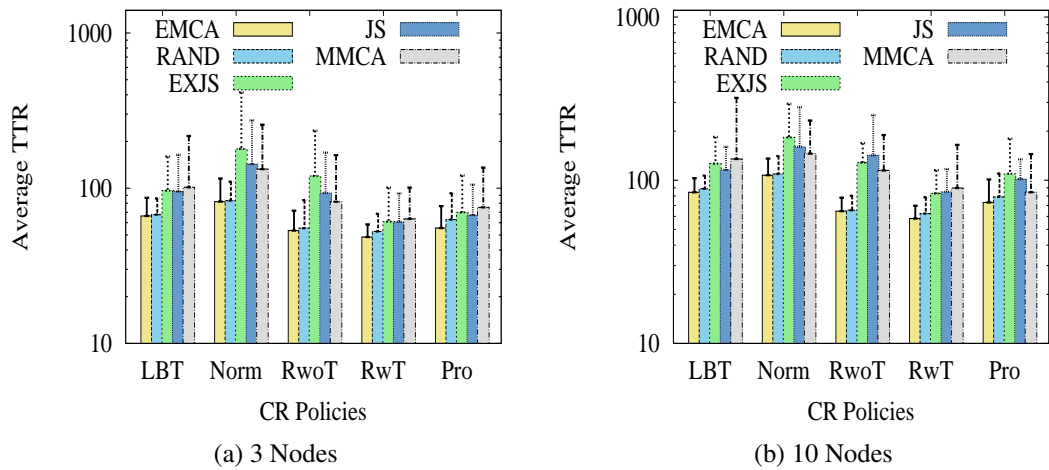 1000
100
10
Average TTR
EMCA
RAND
EXJS
JS
MMCA
LBT Norm RwoT RwT Pro
CR Policies
(a) 3 Nodes
1000
100
10
Average TTR
EMCA
RAND
EXJS
JS
MMCA
LBT Norm RwoT RwT Pro
CR Policies
(b) 10 Nodes